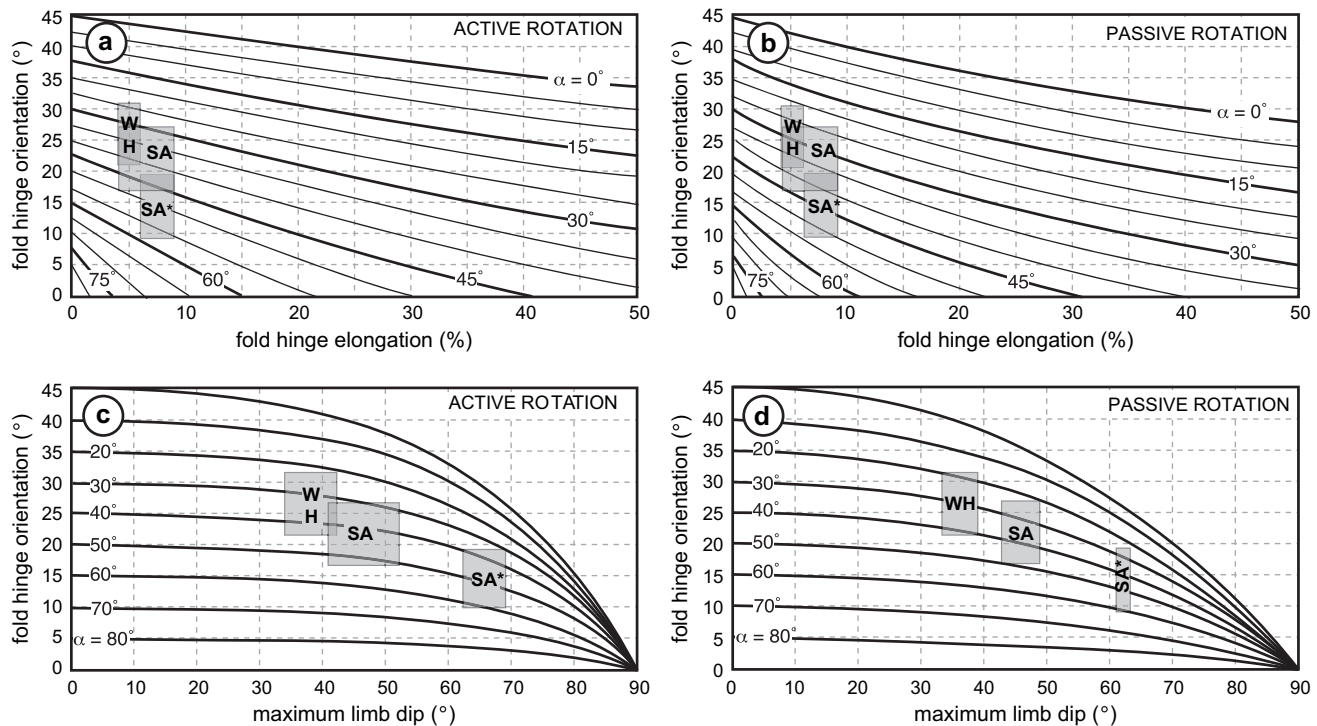 a
ACTIVE ROTATION
fold hinge orientation (°)
45
40
35
30
25
20
15
10
5
0
α = 0°
15°
30°
45°
60°
75°
W
H
SA
SA*
0
10
20
30
40
50
fold hinge elongation (%)
b
PASSIVE ROTATION
fold hinge orientation (°)
45
40
35
30
25
20
15
10
5
0
α = 0°
15°
30°
45°
60°
75°
W
H
SA
SA*
0
10
20
30
40
50
fold hinge elongation (%)
c
ACTIVE ROTATION
fold hinge orientation (°)
45
40
35
30
25
20
15
10
5
0
20°
30°
40°
50°
60°
70°
α = 80°
W
H
SA
SA*
0
10
20
30
40
50
60
70
80
90
maximum limb dip (°)
d
PASSIVE ROTATION
fold hinge orientation (°)
45
40
35
30
25
20
15
10
5
0
20°
30°
40°
50°
60°
70°
α = 80°
WH
SA
SA*
0
10
20
30
40
50
60
70
80
90
maximum limb dip (°)